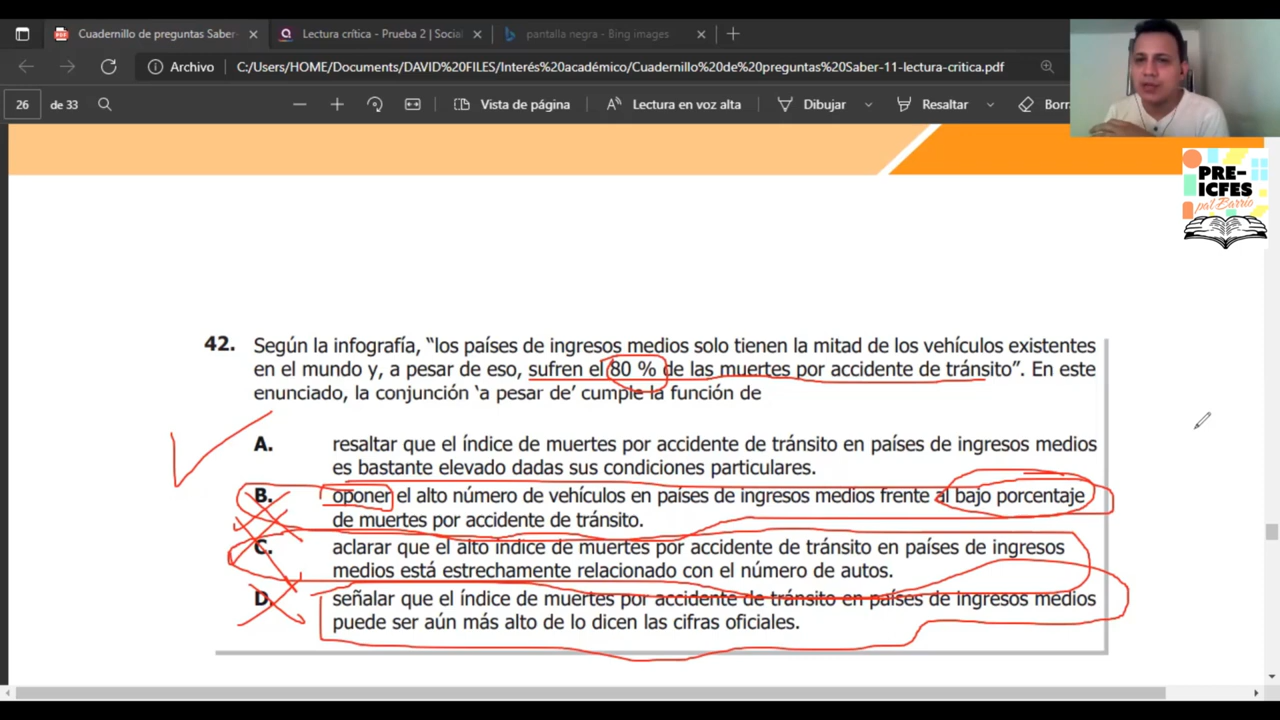 Cuadernillo de preguntas Saber-
Lectura crítica - Prueba 2 | Social
pantalla negra - Bing images
Archivo
C:/Users/HOME/Documents/DAVID%20FILES/Interés%20académico/Cuadernillo%20de%20preguntas%20Saber-11-lectura-critica.pdf
26 de 33
Vista de página
Lectura en voz alta
Dibujar
Resaltar
Borra
PRE-
ICFES
pal Barrio
42. Según la infografía, “los países de ingresos medios solo tienen la mitad de los vehículos existentes
en el mundo y, a pesar de eso, sufren el 80 % de las muertes por accidente de tránsito”. En este
enunciado, la conjunción ‘a pesar de’ cumple la función de
A. resaltar que el índice de muertes por accidente de tránsito en países de ingresos medios
es bastante elevado dadas sus condiciones particulares.
B. oponer el alto número de vehículos en países de ingresos medios frente al bajo porcentaje
de muertes por accidente de tránsito.
C. aclarar que el alto índice de muertes por accidente de tránsito en países de ingresos
medios está estrechamente relacionado con el número de autos.
D. señalar que el índice de muertes por accidente de tránsito en países de ingresos medios
puede ser aún más alto de lo dicen las cifras oficiales.